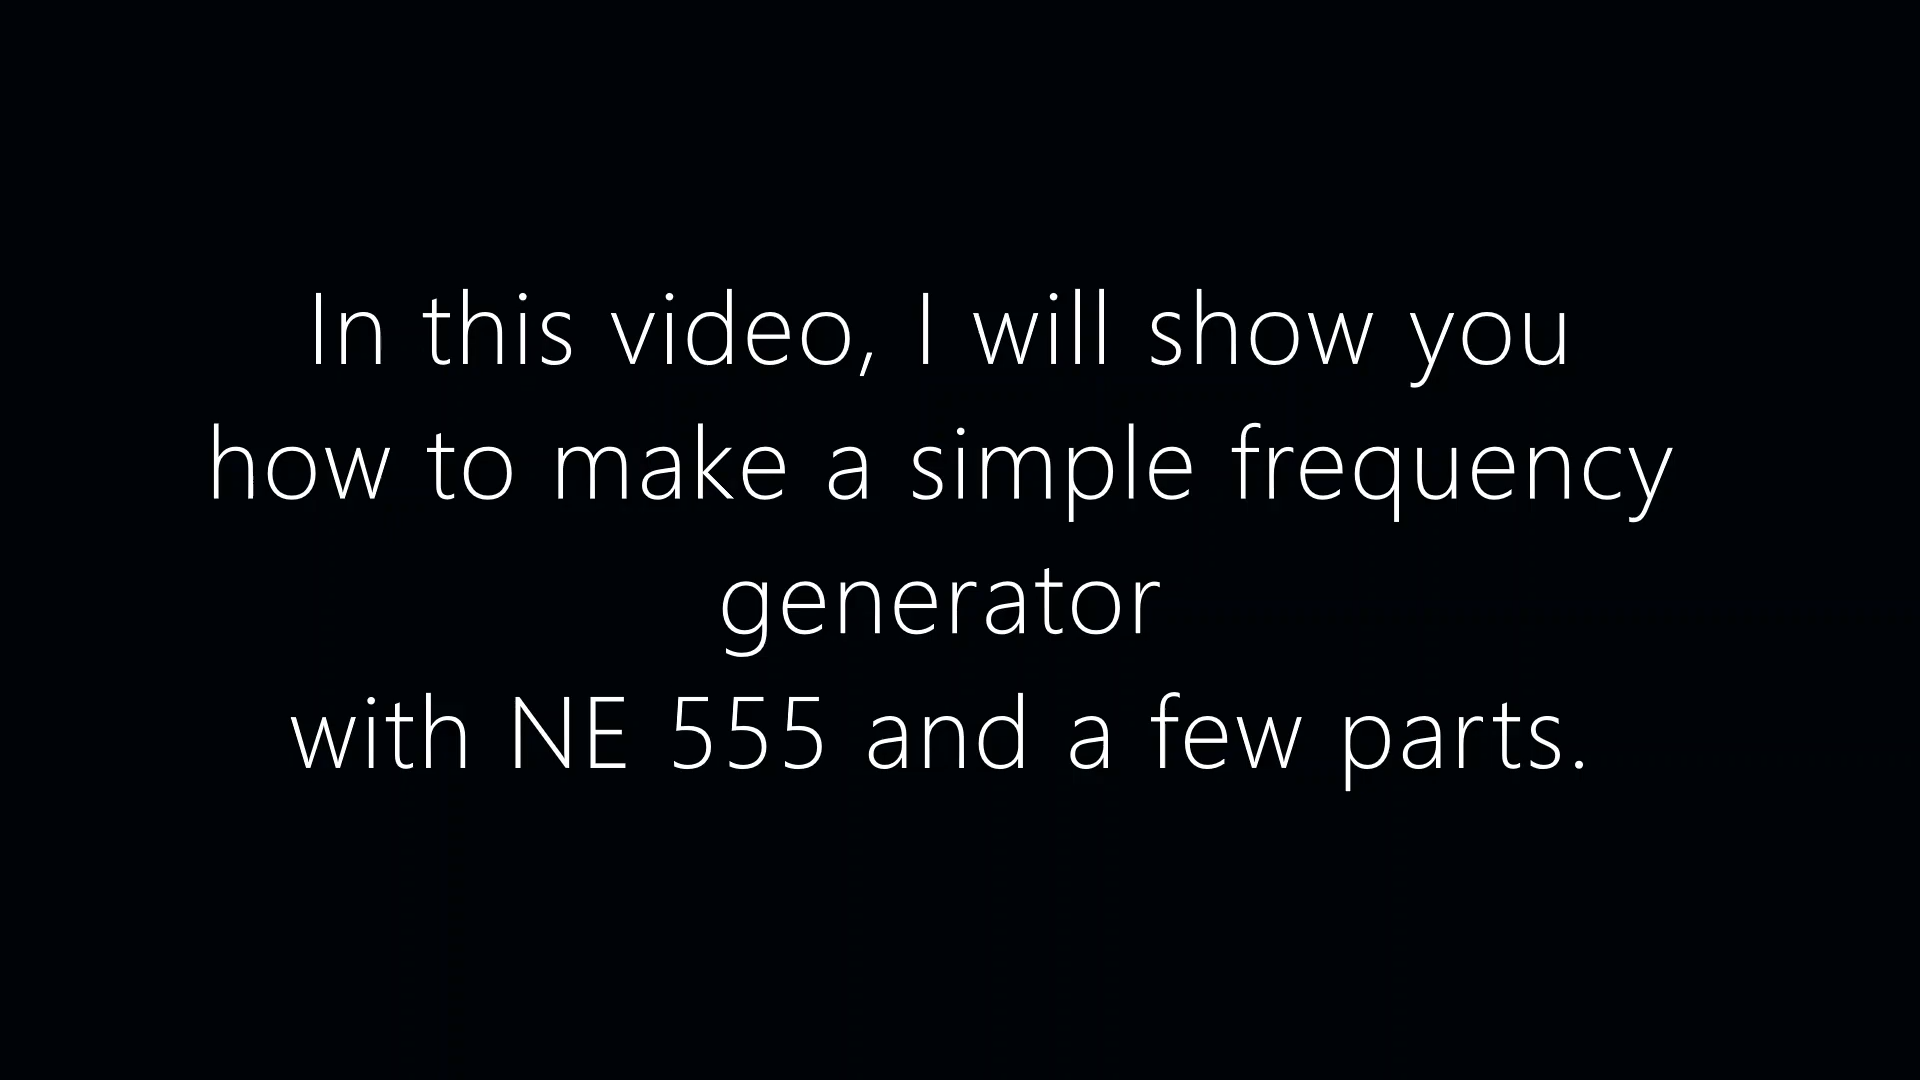 In this video, I will show you
how to make a simple frequency
generator
with NE 555 and a few parts.